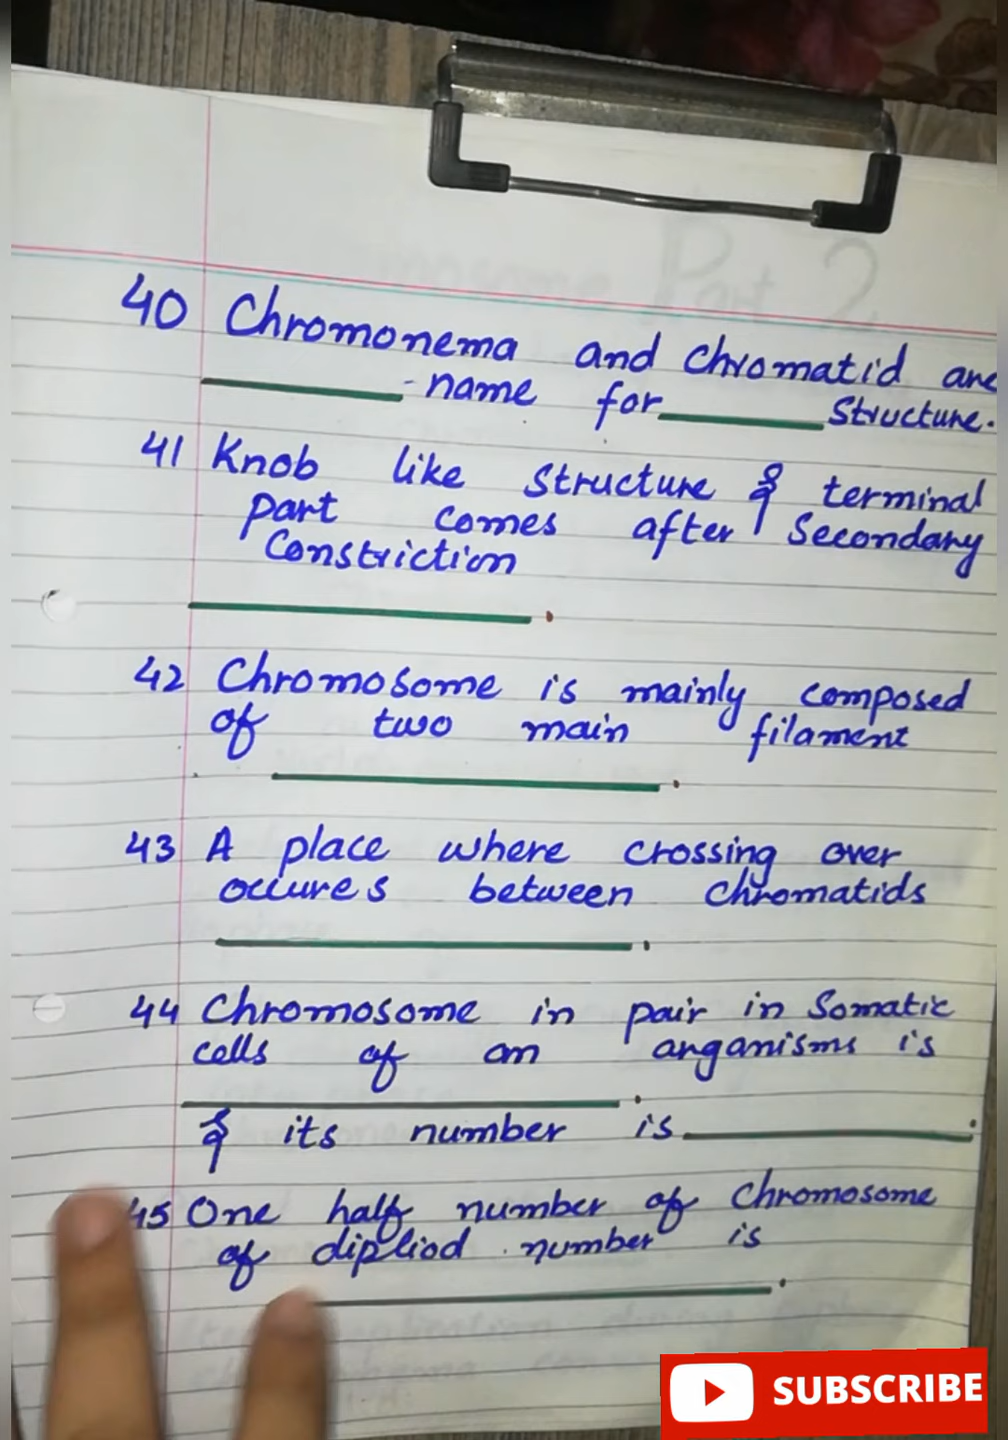 40 Chromonema and Chromatid are
______ name for ______ Structure.
41 Knob like Structure & terminal
part comes after Secondary
Constriction
______.
42 Chromosome is mainly composed
of two main filament
______.
43 A place where crossing over
occures between chromatids
______.
44 Chromosome in pair in Somatic
cells of an organisms is
______.
& its number is ______.
45 One half number of Chromosome
of dipliod number is
______.
SUBSCRIBE